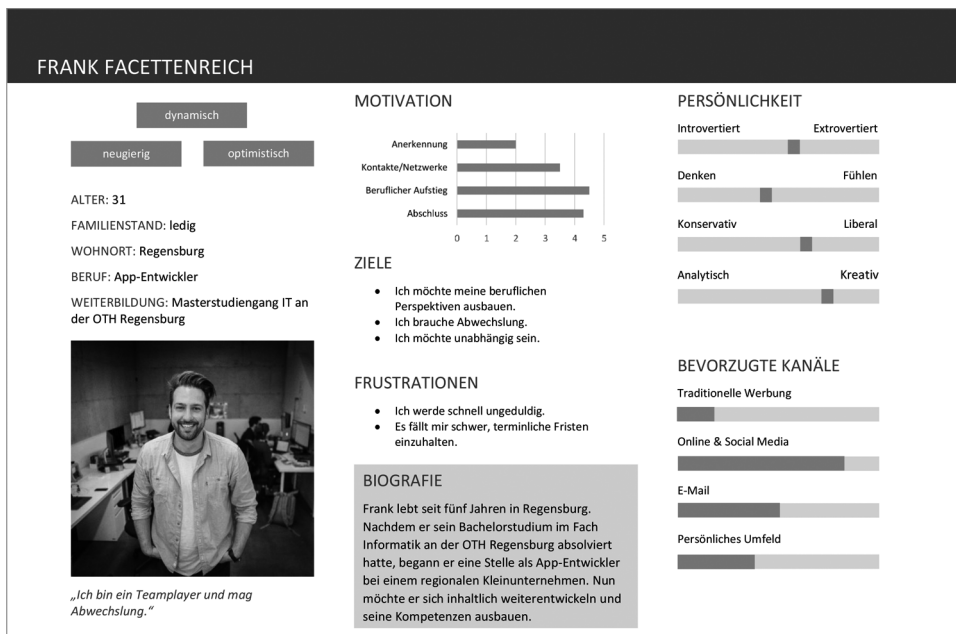 FRANK FACETTENREICH
dynamisch
neugierig
optimistisch
ALTER: 31
FAMILIENSTAND: ledig
WOHNORT: Regensburg
BERUF: App-Entwickler
WEITERBILDUNG: Masterstudiengang IT an
der OTH Regensburg
„Ich bin ein Teamplayer und mag
Abwechslung.“
MOTIVATION
Anerkennung
Kontakte/Netzwerke
Beruflicher Aufstieg
Abschluss
0 1 2 3 4 5
ZIELE
• Ich möchte meine beruflichen
Perspektiven ausbauen.
• Ich brauche Abwechslung.
• Ich möchte unabhängig sein.
FRUSTRATIONEN
• Ich werde schnell ungeduldig.
• Es fällt mir schwer, terminliche Fristen
einzuhalten.
BIOGRAFIE
Frank lebt seit fünf Jahren in Regensburg.
Nachdem er sein Bachelorstudium im Fach
Informatik an der OTH Regensburg absolviert
hatte, begann er eine Stelle als App-Entwickler
bei einem regionalen Kleinunternehmen. Nun
möchte er sich inhaltlich weiterentwickeln und
seine Kompetenzen ausbauen.
PERSÖNLICHKEIT
Introvertiert Extrovertiert
Denken Fühlen
Konservativ Liberal
Analytisch Kreativ
BEVORZUGTE KANÄLE
Traditionelle Werbung
Online & Social Media
E-Mail
Persönliches Umfeld